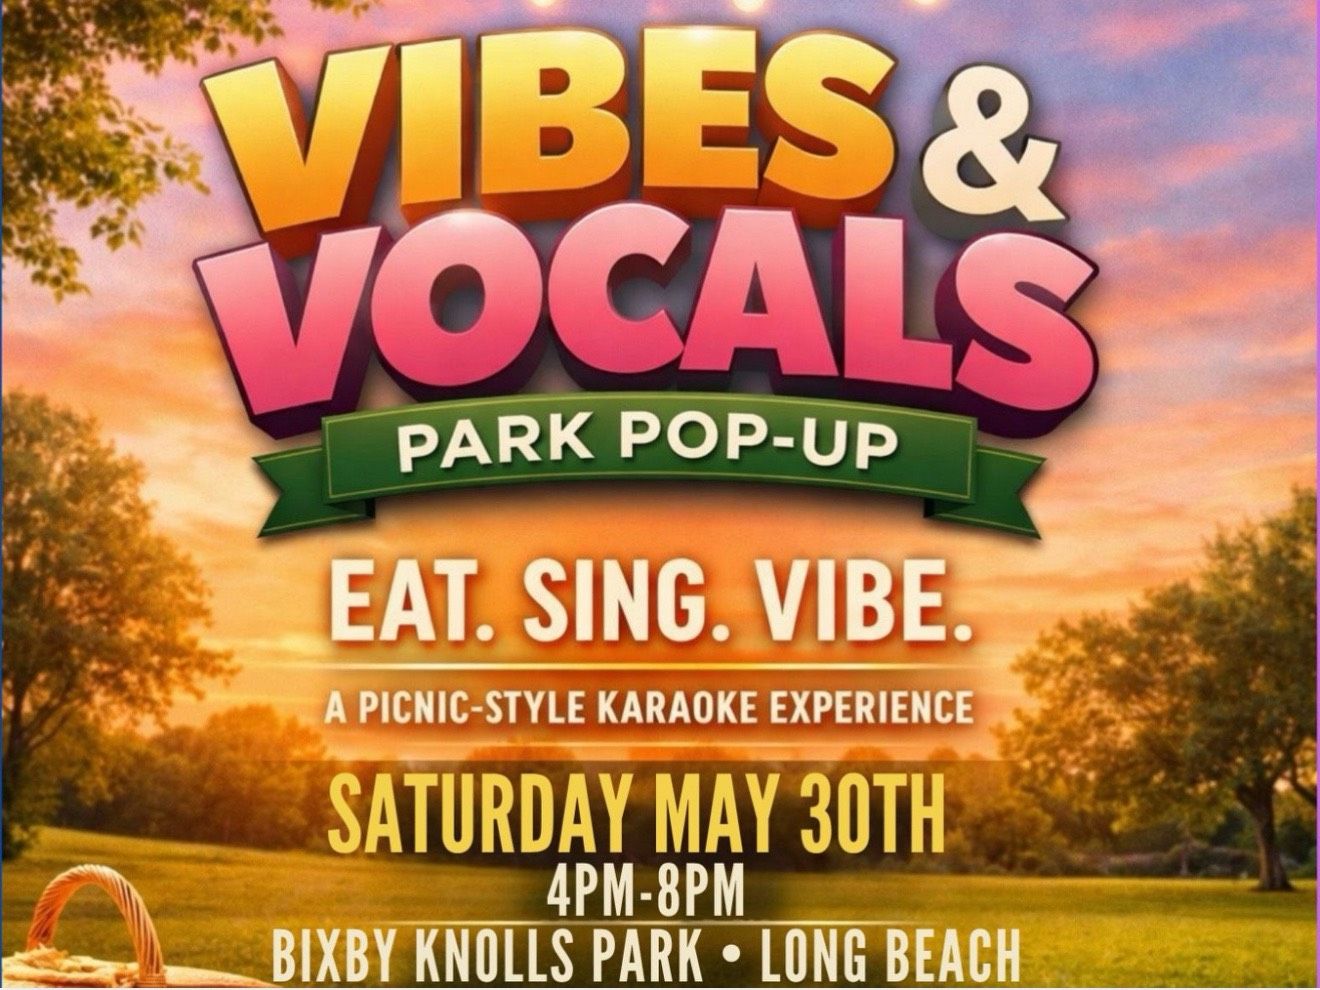 VIBES &
VOCALS
PARK POP-UP
EAT. SING. VIBE.
A PICNIC-STYLE KARAOKE EXPERIENCE
SATURDAY MAY 30TH
4PM-8PM
BIXBY KNOLLS PARK • LONG BEACH